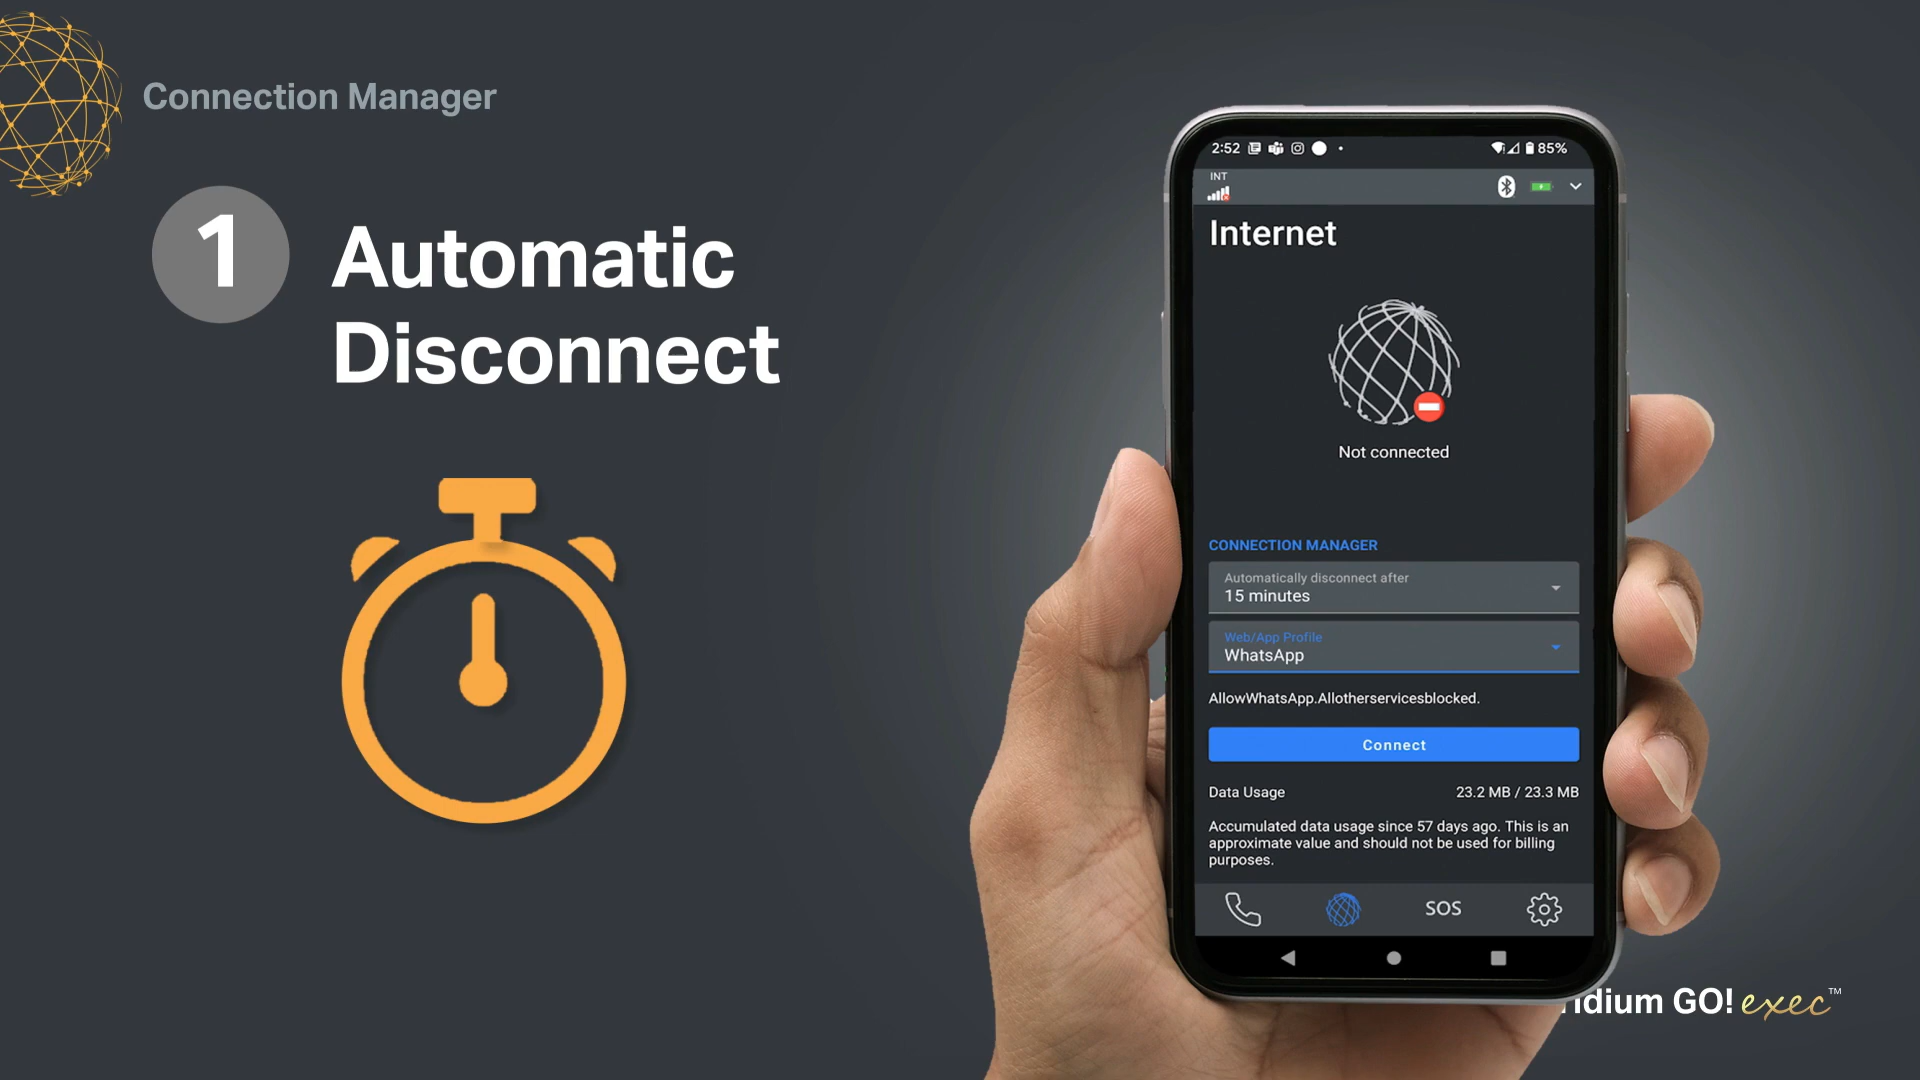 Connection Manager
1
Automatic
Disconnect
2:52
85%
INT
Internet
Not connected
CONNECTION MANAGER
Automatically disconnect after
15 minutes
Web/App Profile
WhatsApp
AllowWhatsApp.Allotherservicesblocked.
Connect
Data Usage 23.2 MB / 23.3 MB
Accumulated data usage since 57 days ago. This is an
approximate value and should not be used for billing
purposes.
SOS
ridium GO! exec™